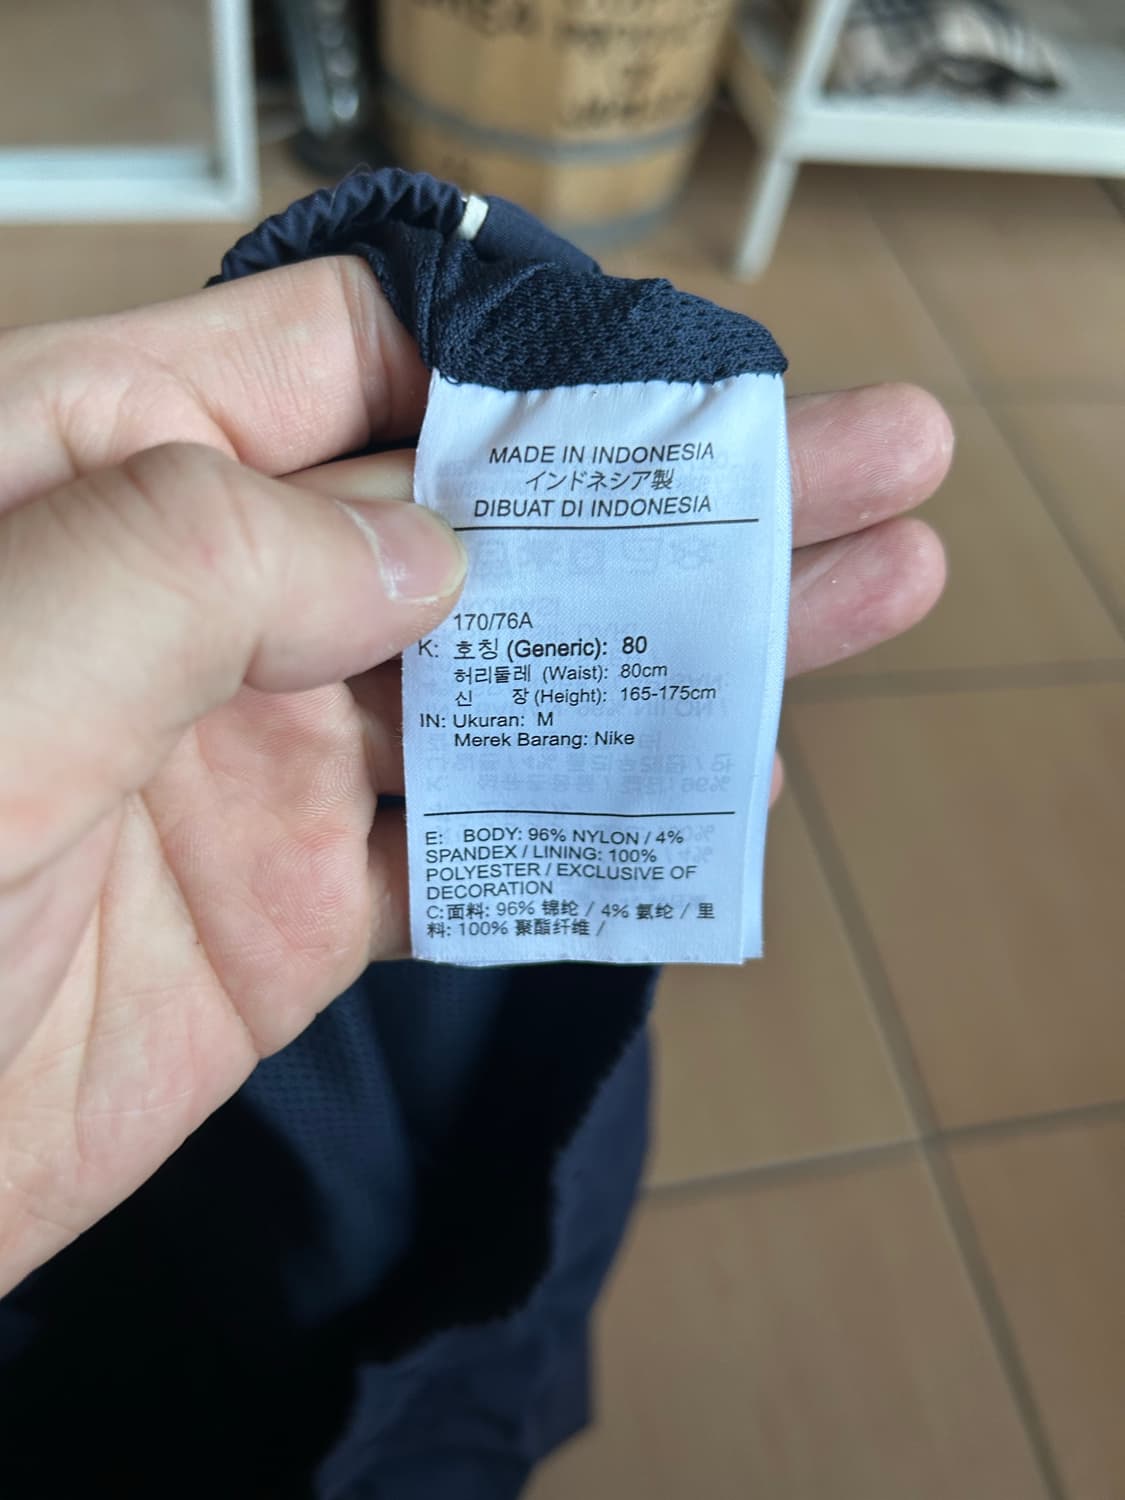 MADE IN INDONESIA
インドネシア製
DIBUAT DI INDONESIA
170/76A
K: 호칭 (Generic): 80
허리둘레 (Waist): 80cm
신 장 (Height): 165-175cm
IN: Ukuran: M
Merek Barang: Nike
E: BODY: 96% NYLON / 4%
SPANDEX / LINING: 100%
POLYESTER / EXCLUSIVE OF
DECORATION
C:面料: 96% 锦纶 / 4% 氨纶 / 里
料: 100% 聚酯纤维 /